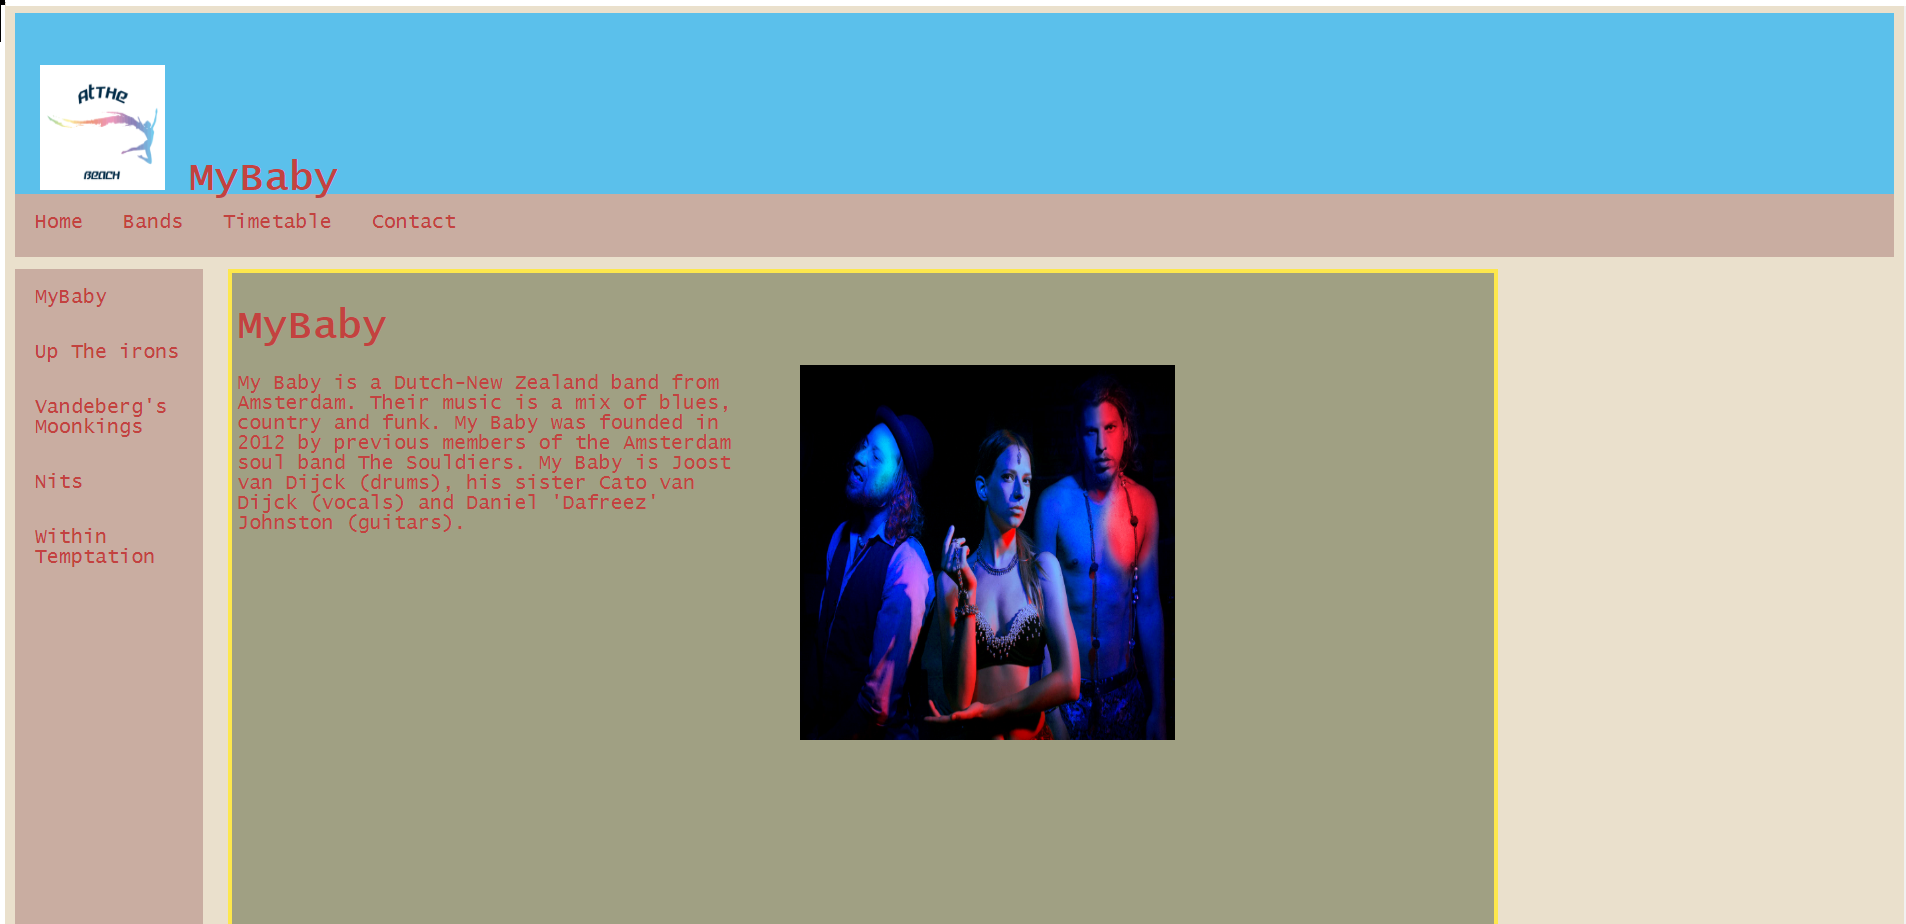 AtTHe
BeACH
MyBaby
Home Bands Timetable Contact
MyBaby
Up The irons
Vandeberg's
Moonkings
Nits
Within
Temptation
MyBaby
My Baby is a Dutch-New Zealand band from
Amsterdam. Their music is a mix of blues,
country and funk. My Baby was founded in
2012 by previous members of the Amsterdam
soul band The Souldiers. My Baby is Joost
van Dijck (drums), his sister Cato van
Dijck (vocals) and Daniel 'Dafreez'
Johnston (guitars).